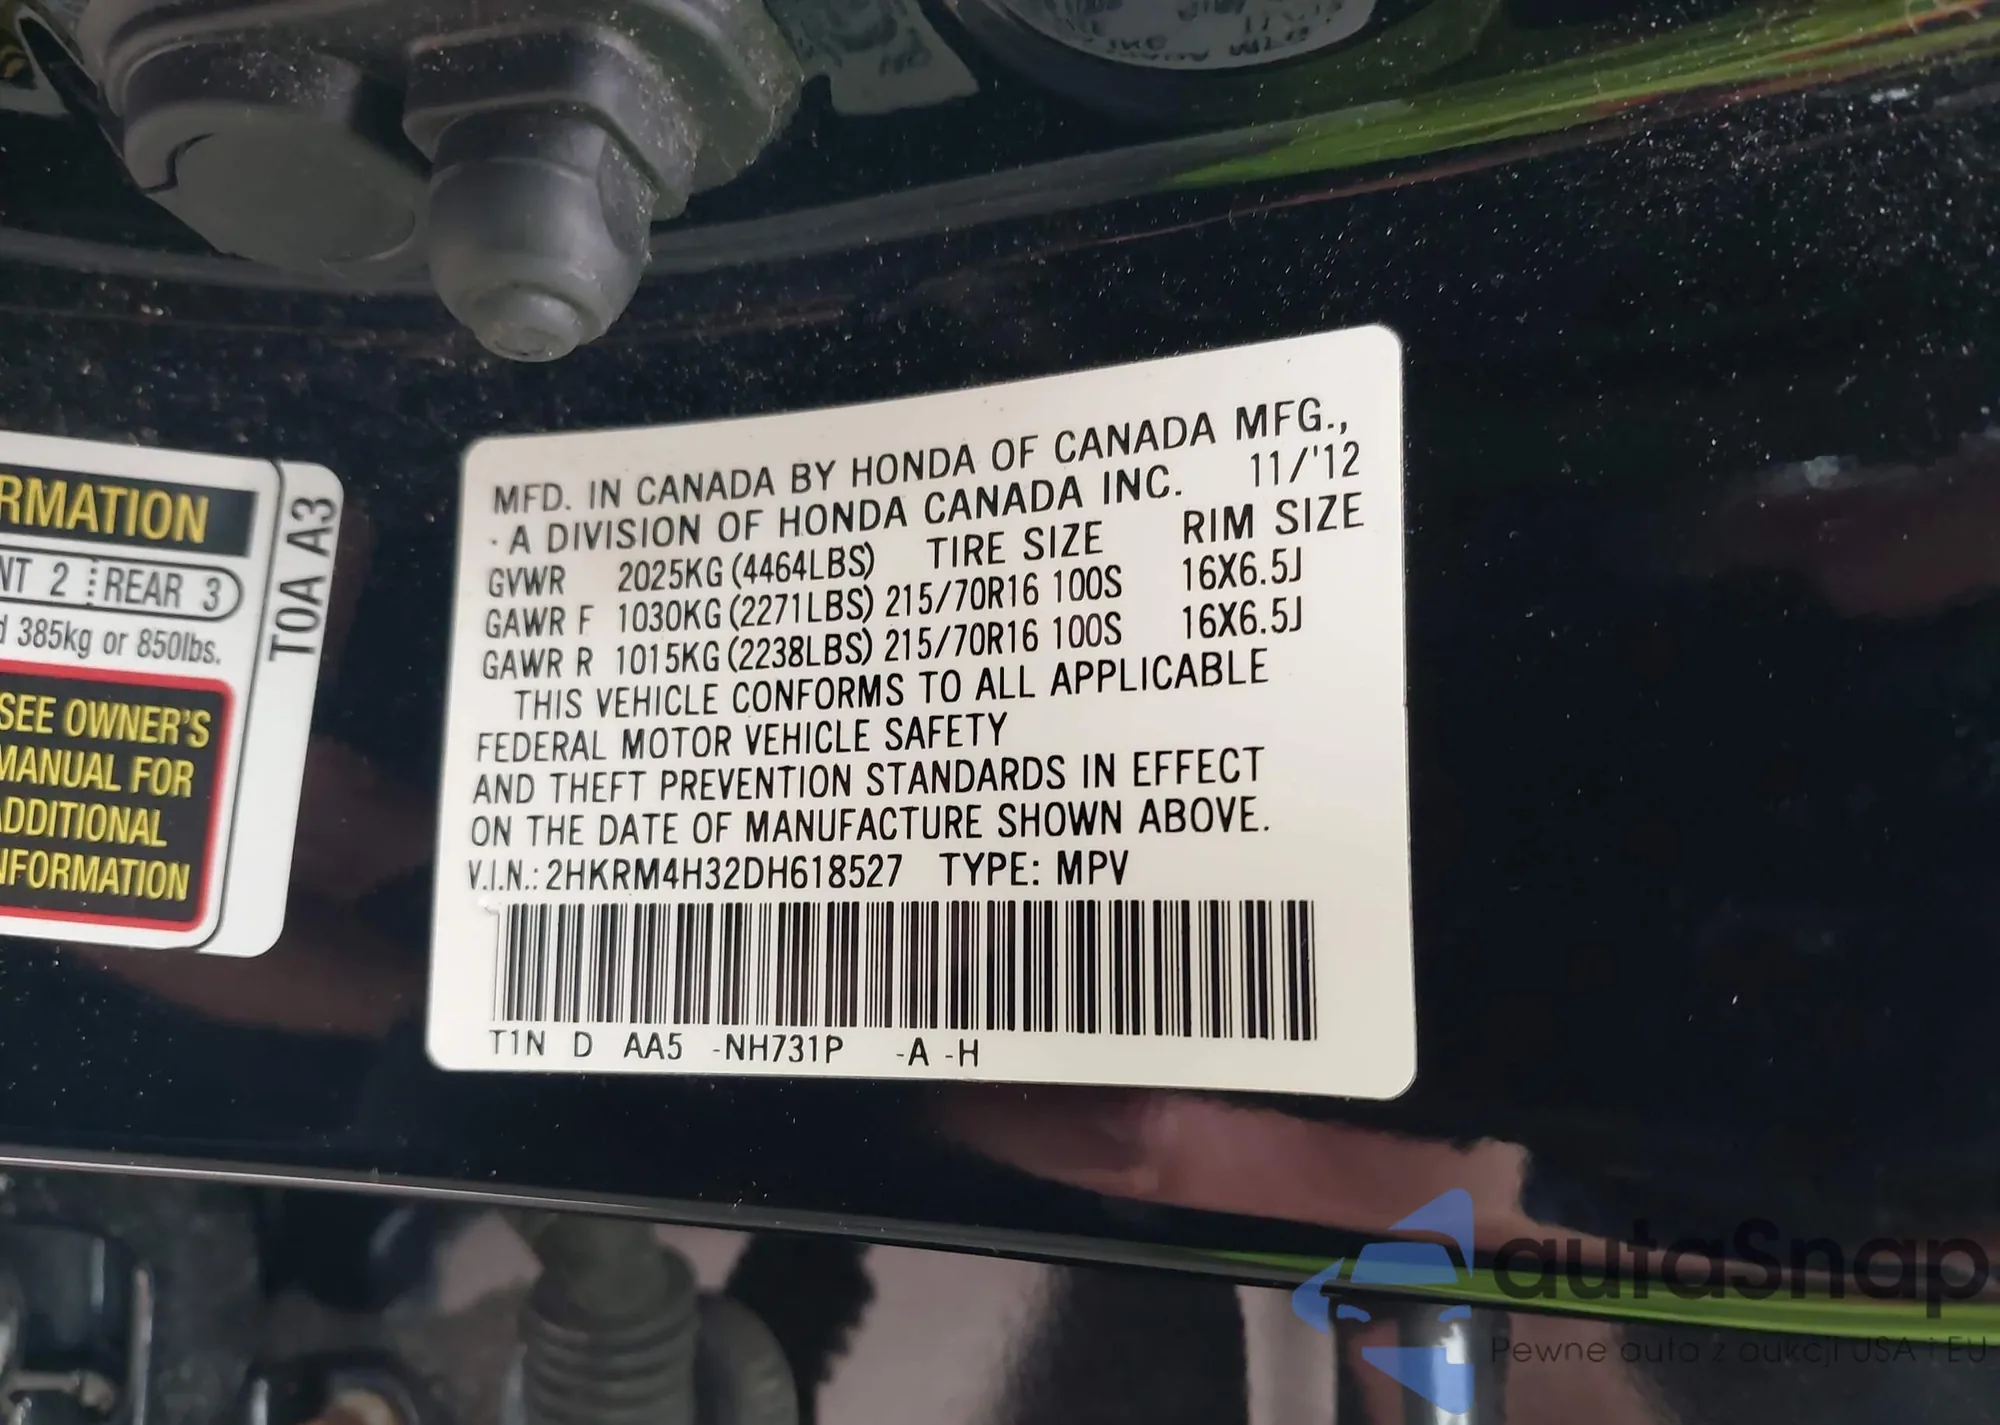 RMATION
NT 2 REAR 3
385kg or 850lbs.
SEE OWNER'S
MANUAL FOR
ADDITIONAL
INFORMATION
T0A A3
MFD. IN CANADA BY HONDA OF CANADA MFG.,
· A DIVISION OF HONDA CANADA INC. 11/'12
GVWR 2025KG (4464LBS) TIRE SIZE RIM SIZE
GAWR F 1030KG (2271LBS) 215/70R16 100S 16X6.5J
GAWR R 1015KG (2238LBS) 215/70R16 100S 16X6.5J
THIS VEHICLE CONFORMS TO ALL APPLICABLE
FEDERAL MOTOR VEHICLE SAFETY
AND THEFT PREVENTION STANDARDS IN EFFECT
ON THE DATE OF MANUFACTURE SHOWN ABOVE.
V.I.N.: 2HKRM4H32DH618527 TYPE: MPV
T1N D AA5 -NH731P -A -H
autaSnap
Pewne auta z aukcji USA i EU